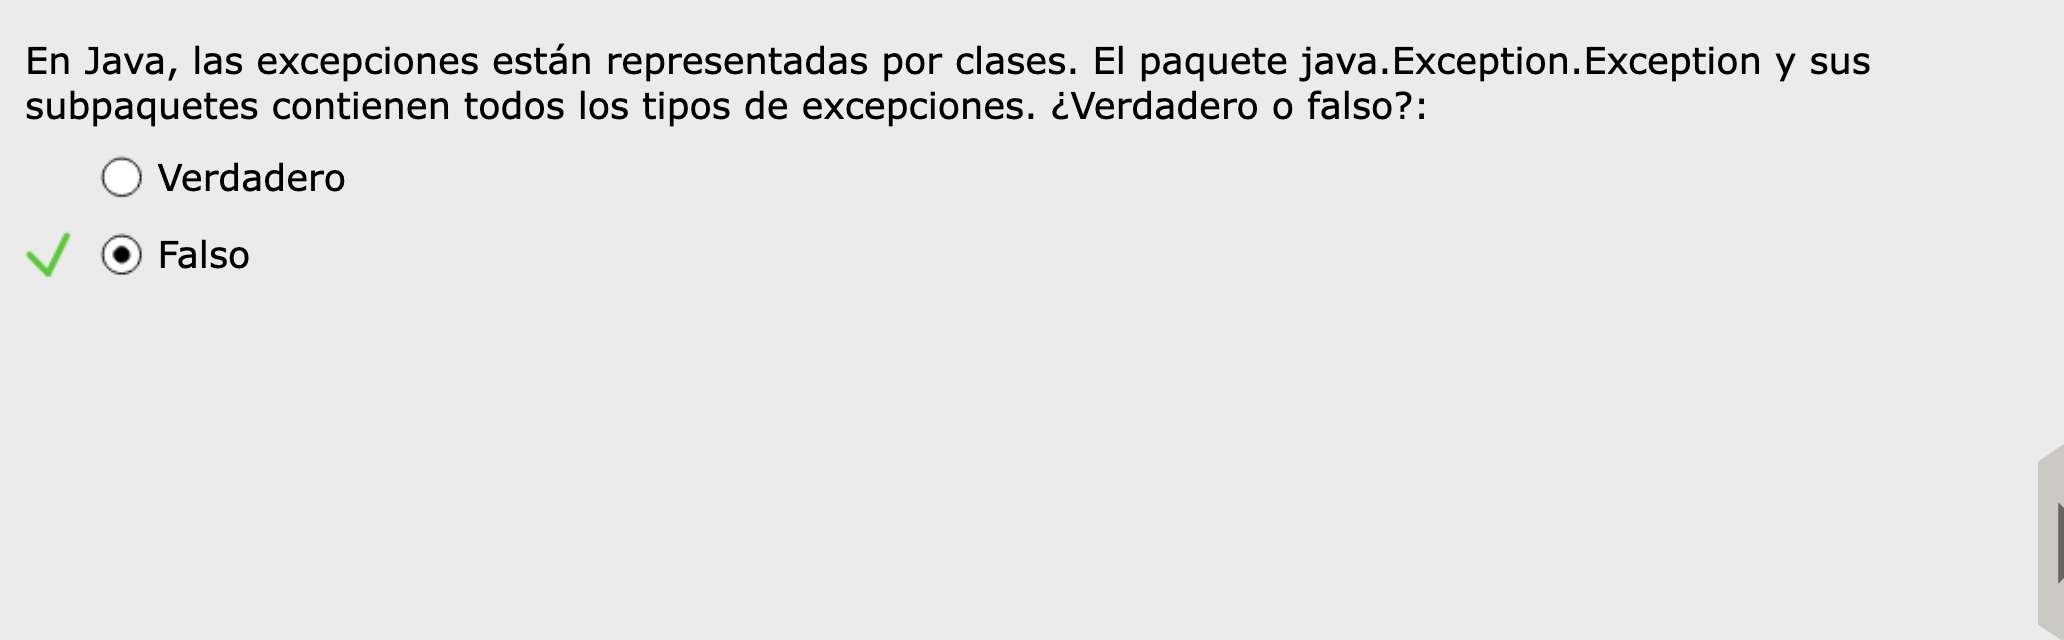 En Java, las excepciones están representadas por clases. El paquete java.Exception.Exception y sus
subpaquetes contienen todos los tipos de excepciones. ¿Verdadero o falso?:
Verdadero
Falso